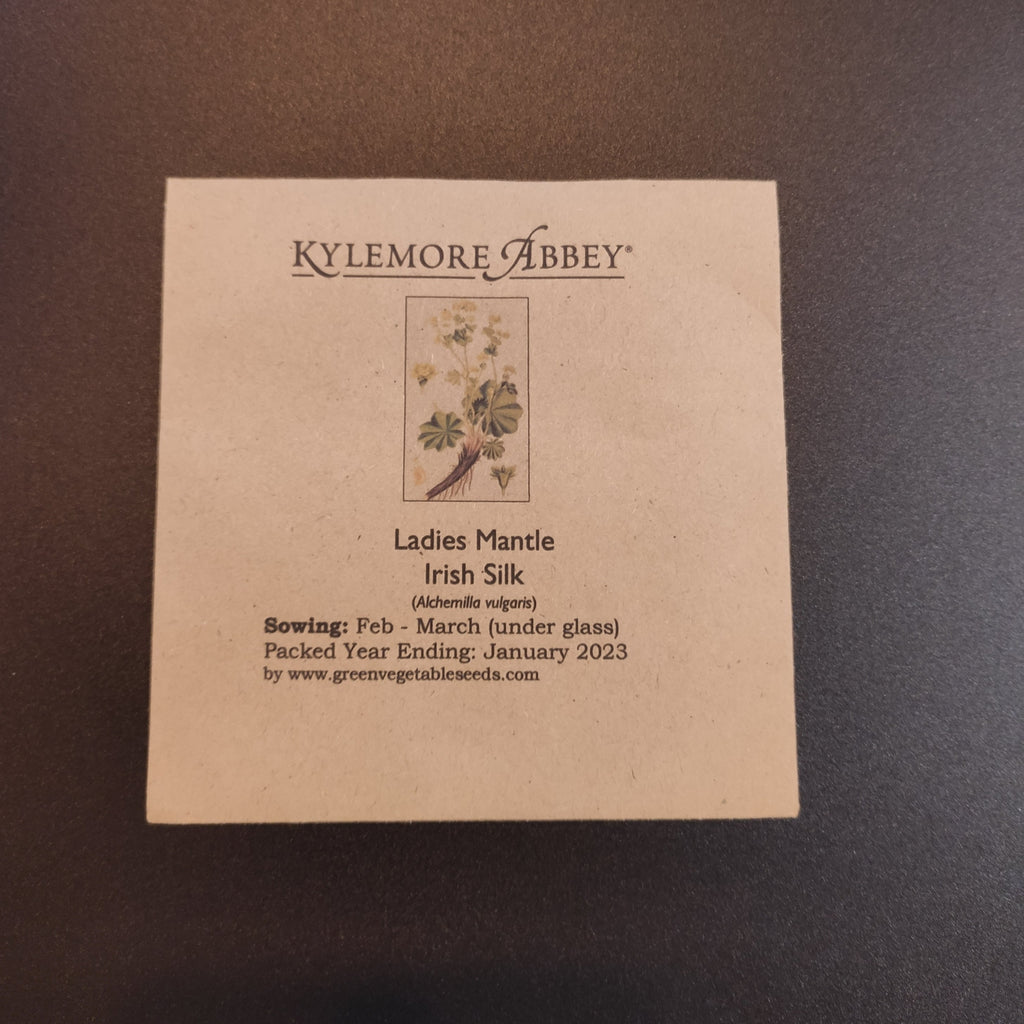 KYLEMORE ABBEY®
Ladies Mantle
Irish Silk
(Alchemilla vulgaris)
Sowing: Feb - March (under glass)
Packed Year Ending: January 2023
by www.greenvegetableseeds.com